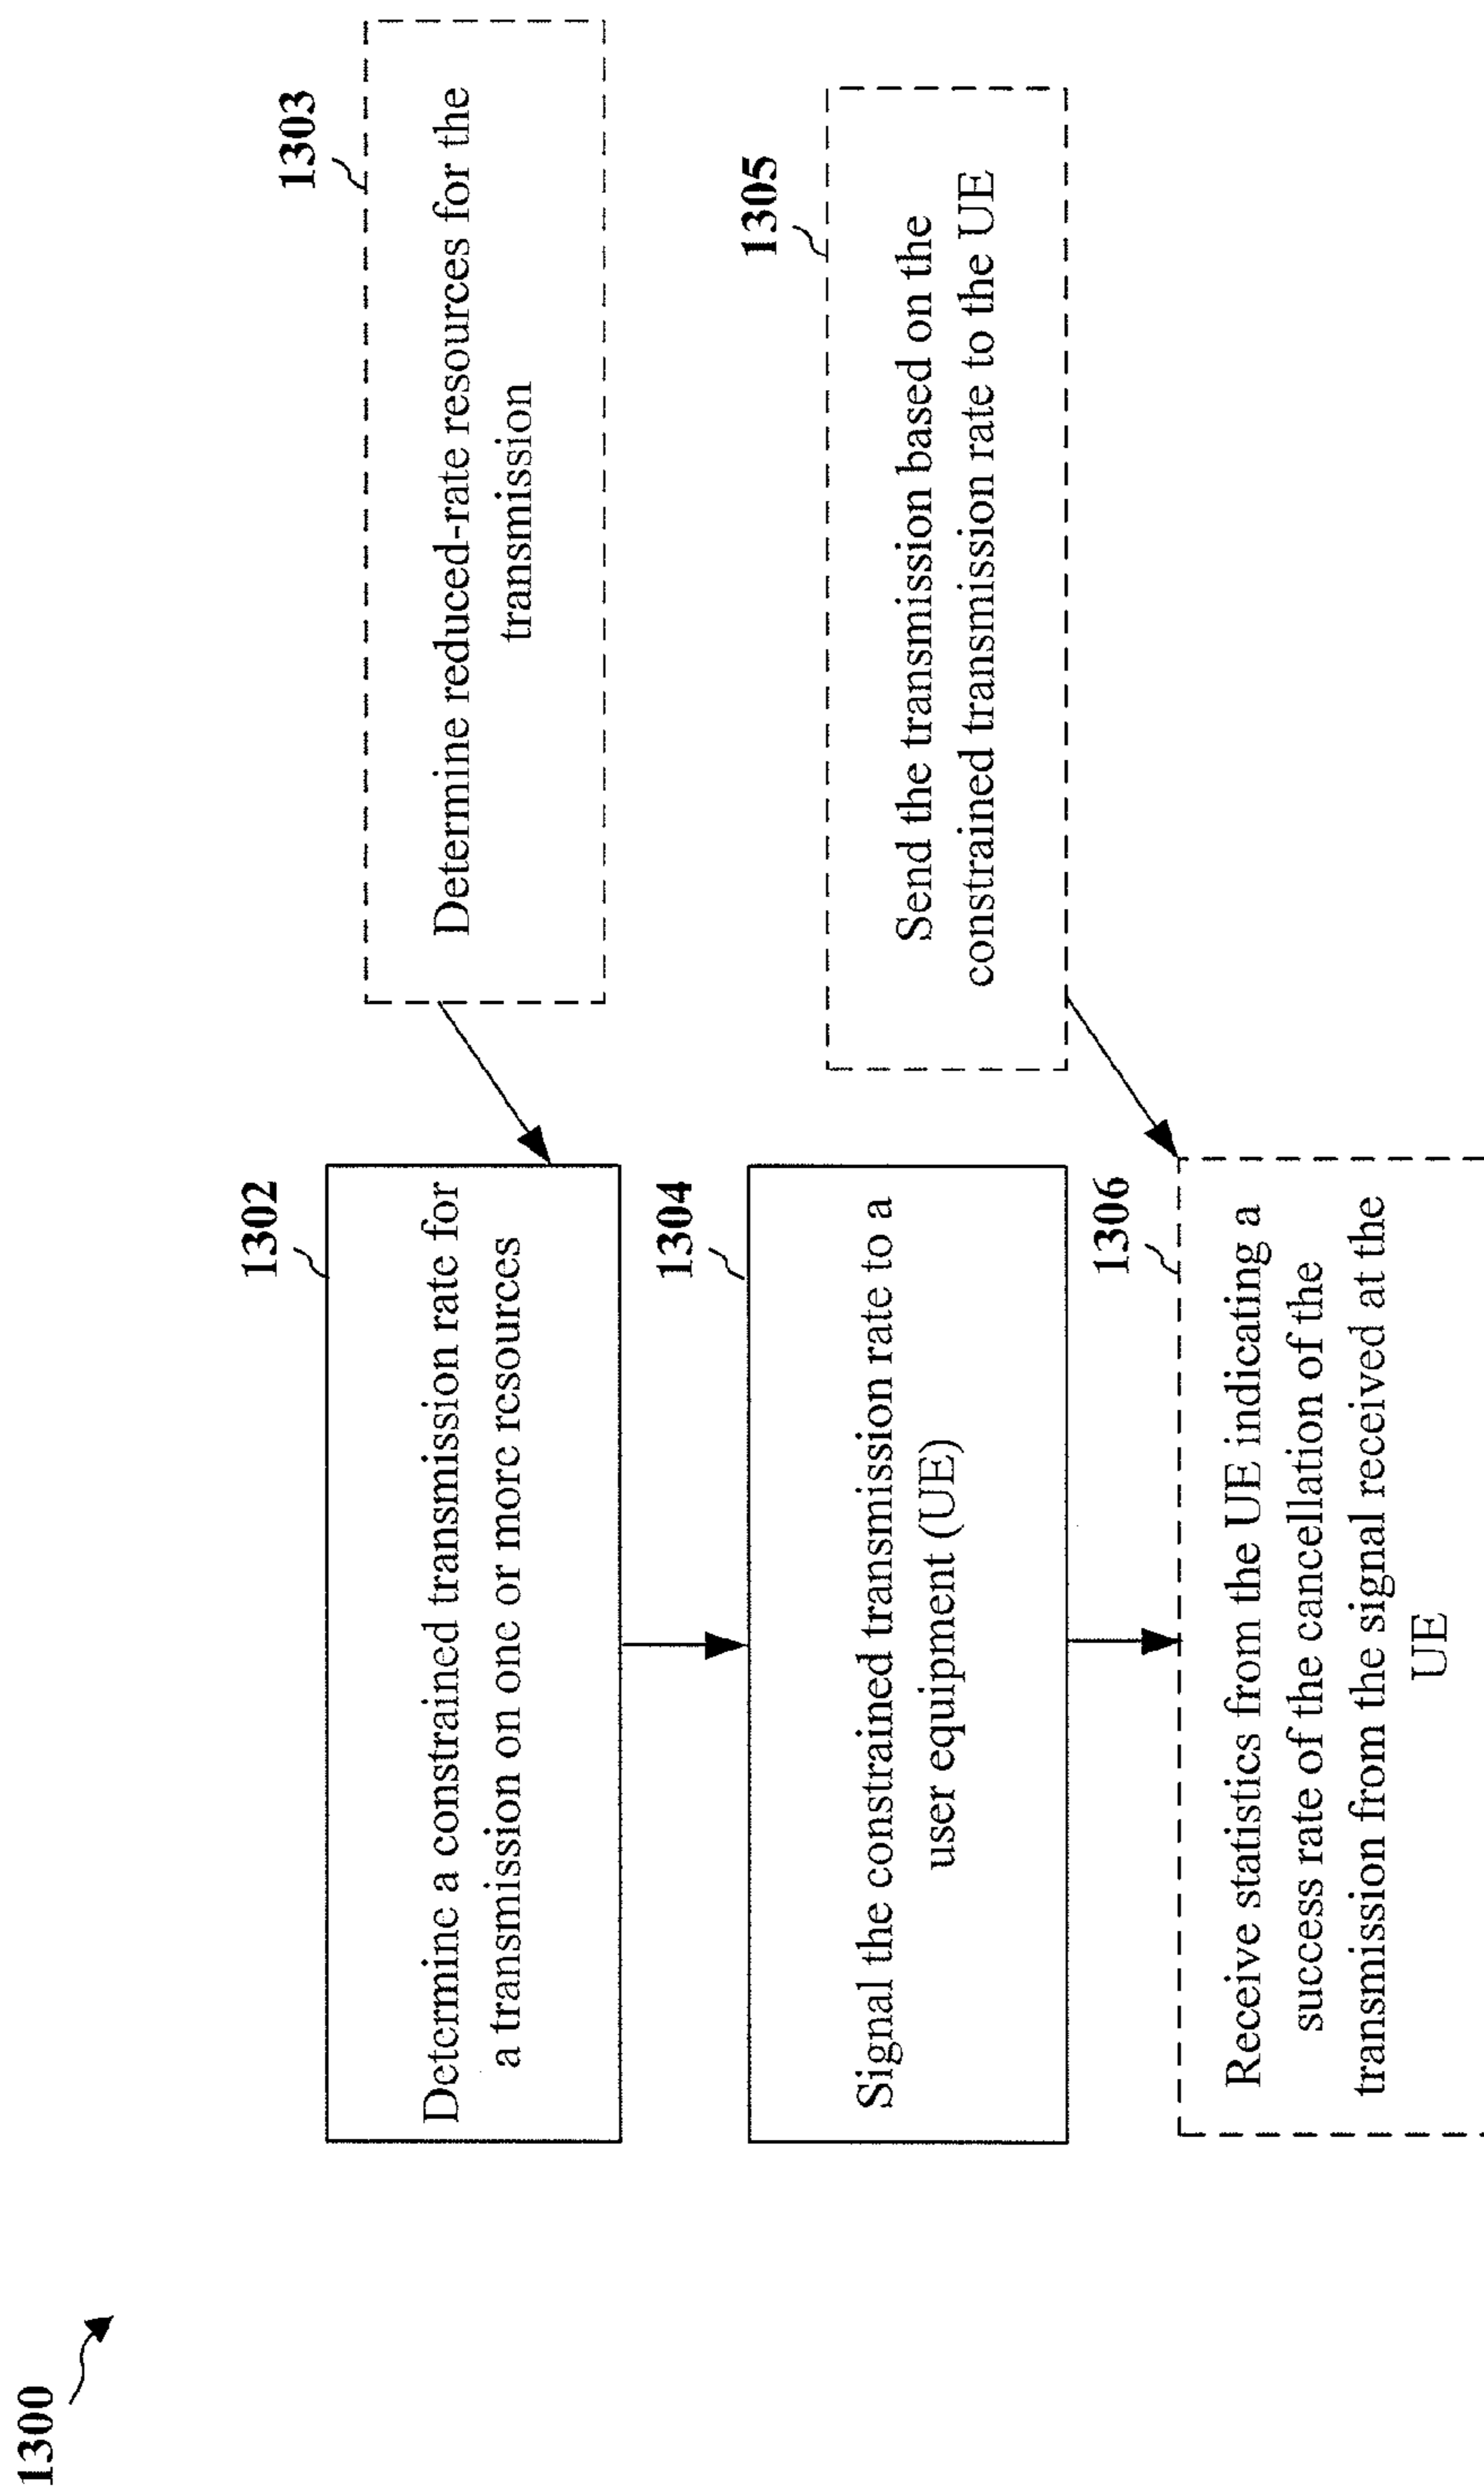 1300
1302
Determine a constrained transmission rate for
a transmission on one or more resources
1303
Determine reduced-rate resources for the
transmission
1304
Signal the constrained transmission rate to a
user equipment (UE)
1305
Send the transmission based on the
constrained transmission rate to the UE
1306
Receive statistics from the UE indicating a
success rate of the cancellation of the
transmission from the signal received at the
UE